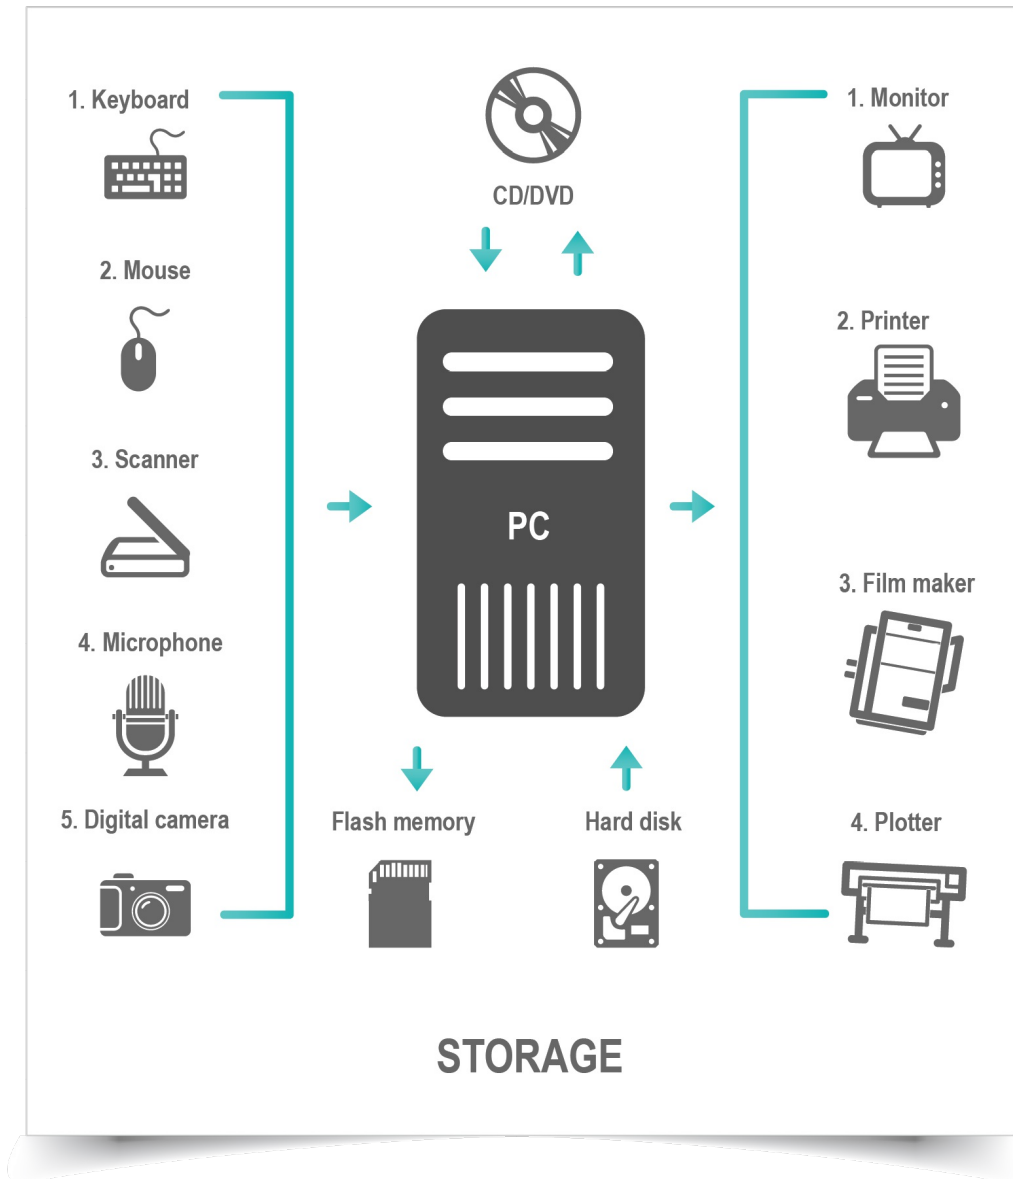 1. Keyboard
2. Mouse
3. Scanner
4. Microphone
5. Digital camera
CD/DVD
PC
Flash memory
Hard disk
1. Monitor
2. Printer
3. Film maker
4. Plotter
STORAGE